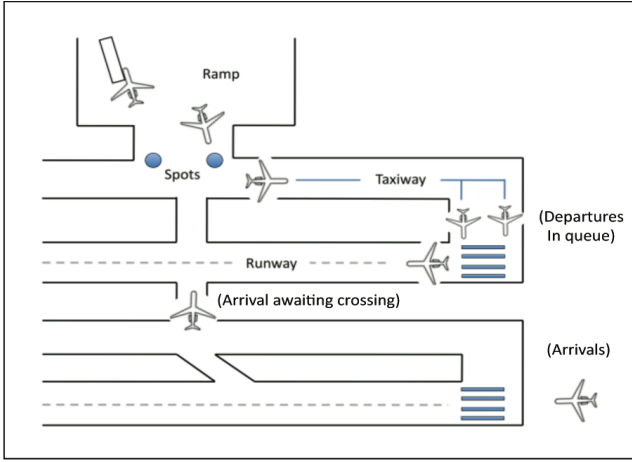 Ramp
Spots
Taxiway
(Departures
In queue)
Runway
(Arrival awaiting crossing)
(Arrivals)